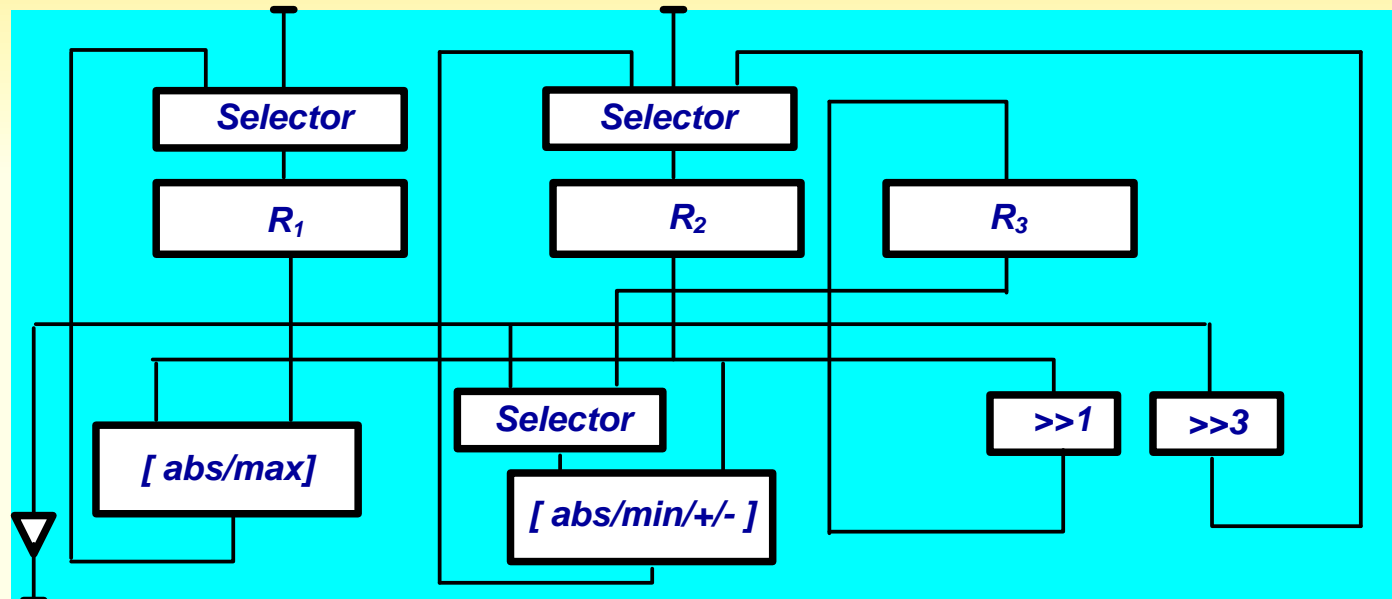 Selector
Selector
R₁
R₂
R₃
Selector
>>1
>>3
[ abs/max]
[ abs/min/+/- ]